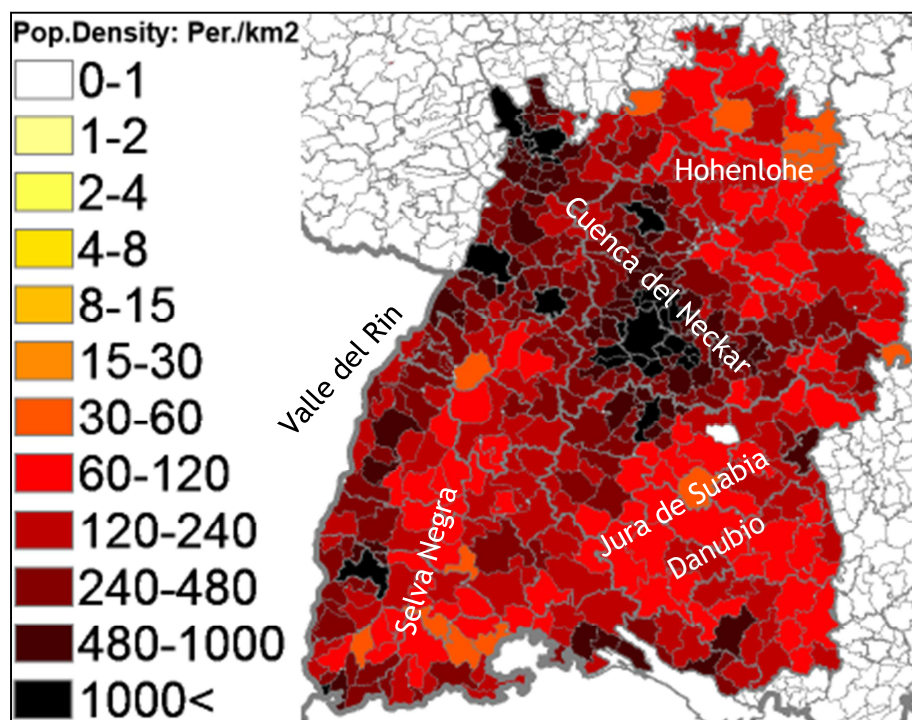 Pop.Density: Per./km2
0-1
1-2
2-4
4-8
8-15
15-30
30-60
60-120
120-240
240-480
480-1000
1000<
Hohenlohe
Cuenca del Neckar
Valle del Rin
Selva Negra
Jura de Suabia
Danubio